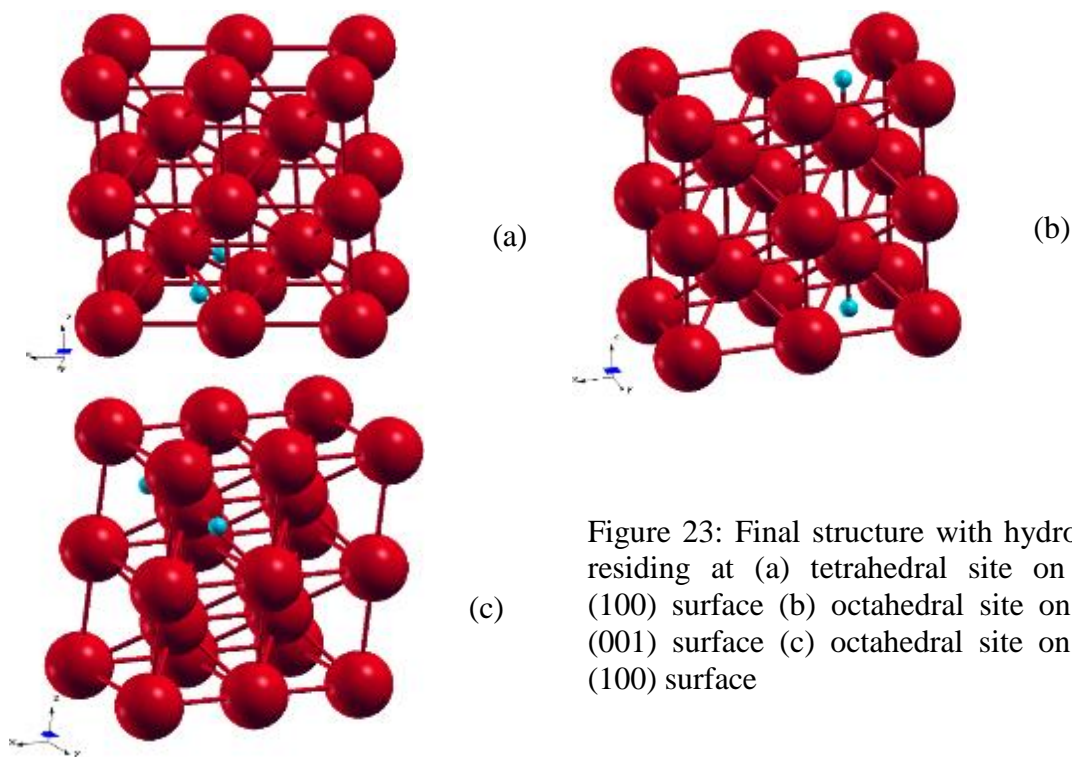 (a)
(b)
(c)
Figure 23: Final structure with
residing at (a) tetrahedral site on
(100) surface (b) octahedral site on
(001) surface (c) octahedral site on
(100) surface